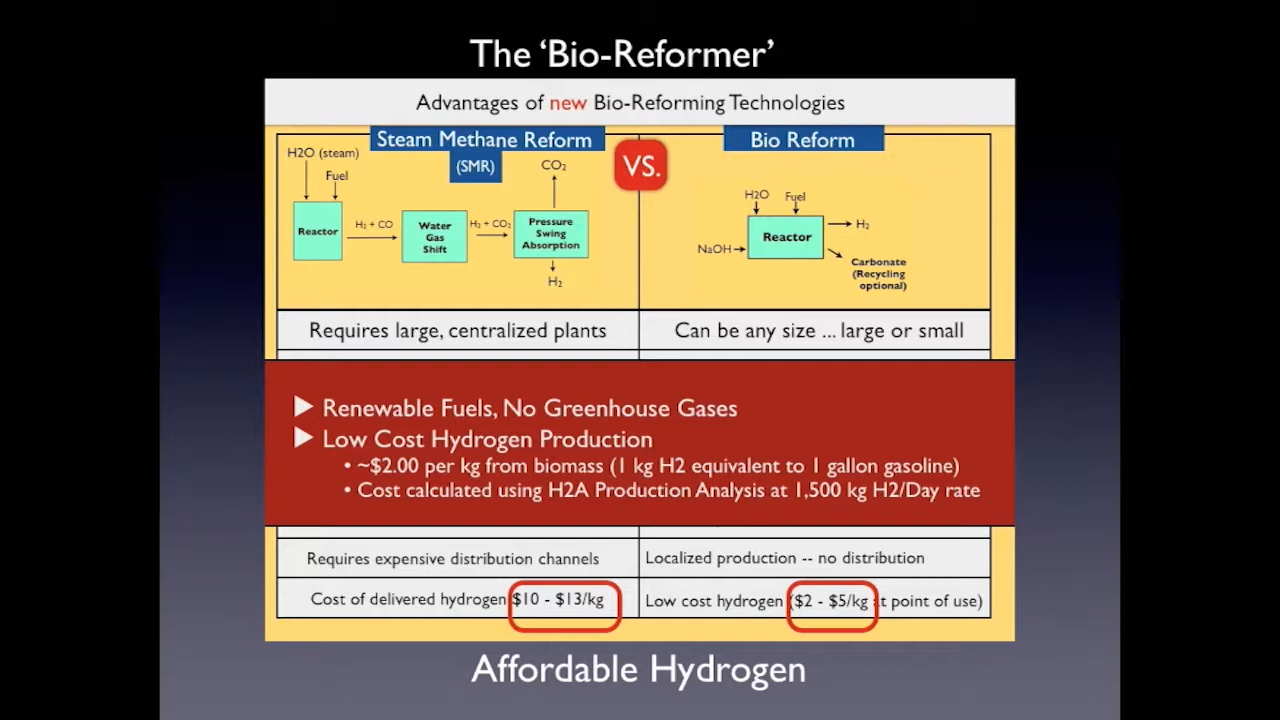 The ‘Bio-Reformer’
Advantages of new Bio-Reforming Technologies
Steam Methane Reform
(SMR)
VS.
Bio Reform
H2O (steam)
Fuel
Reactor
H₂ + CO
Water
Gas
Shift
H₂ + CO₂
CO₂
Pressure
Swing
Absorption
H₂
H2O
Fuel
NaOH
Reactor
H₂
Carbonate
(Recycling
optional)
Requires large, centralized plants
Can be any size ... large or small
▶ Renewable Fuels, No Greenhouse Gases
▶ Low Cost Hydrogen Production
• ~$2.00 per kg from biomass (1 kg H2 equivalent to 1 gallon gasoline)
• Cost calculated using H2A Production Analysis at 1,500 kg H2/Day rate
Requires expensive distribution channels
Localized production -- no distribution
Cost of delivered hydrogen $10 - $13/kg
Low cost hydrogen ($2 - $5/kg at point of use)
Affordable Hydrogen